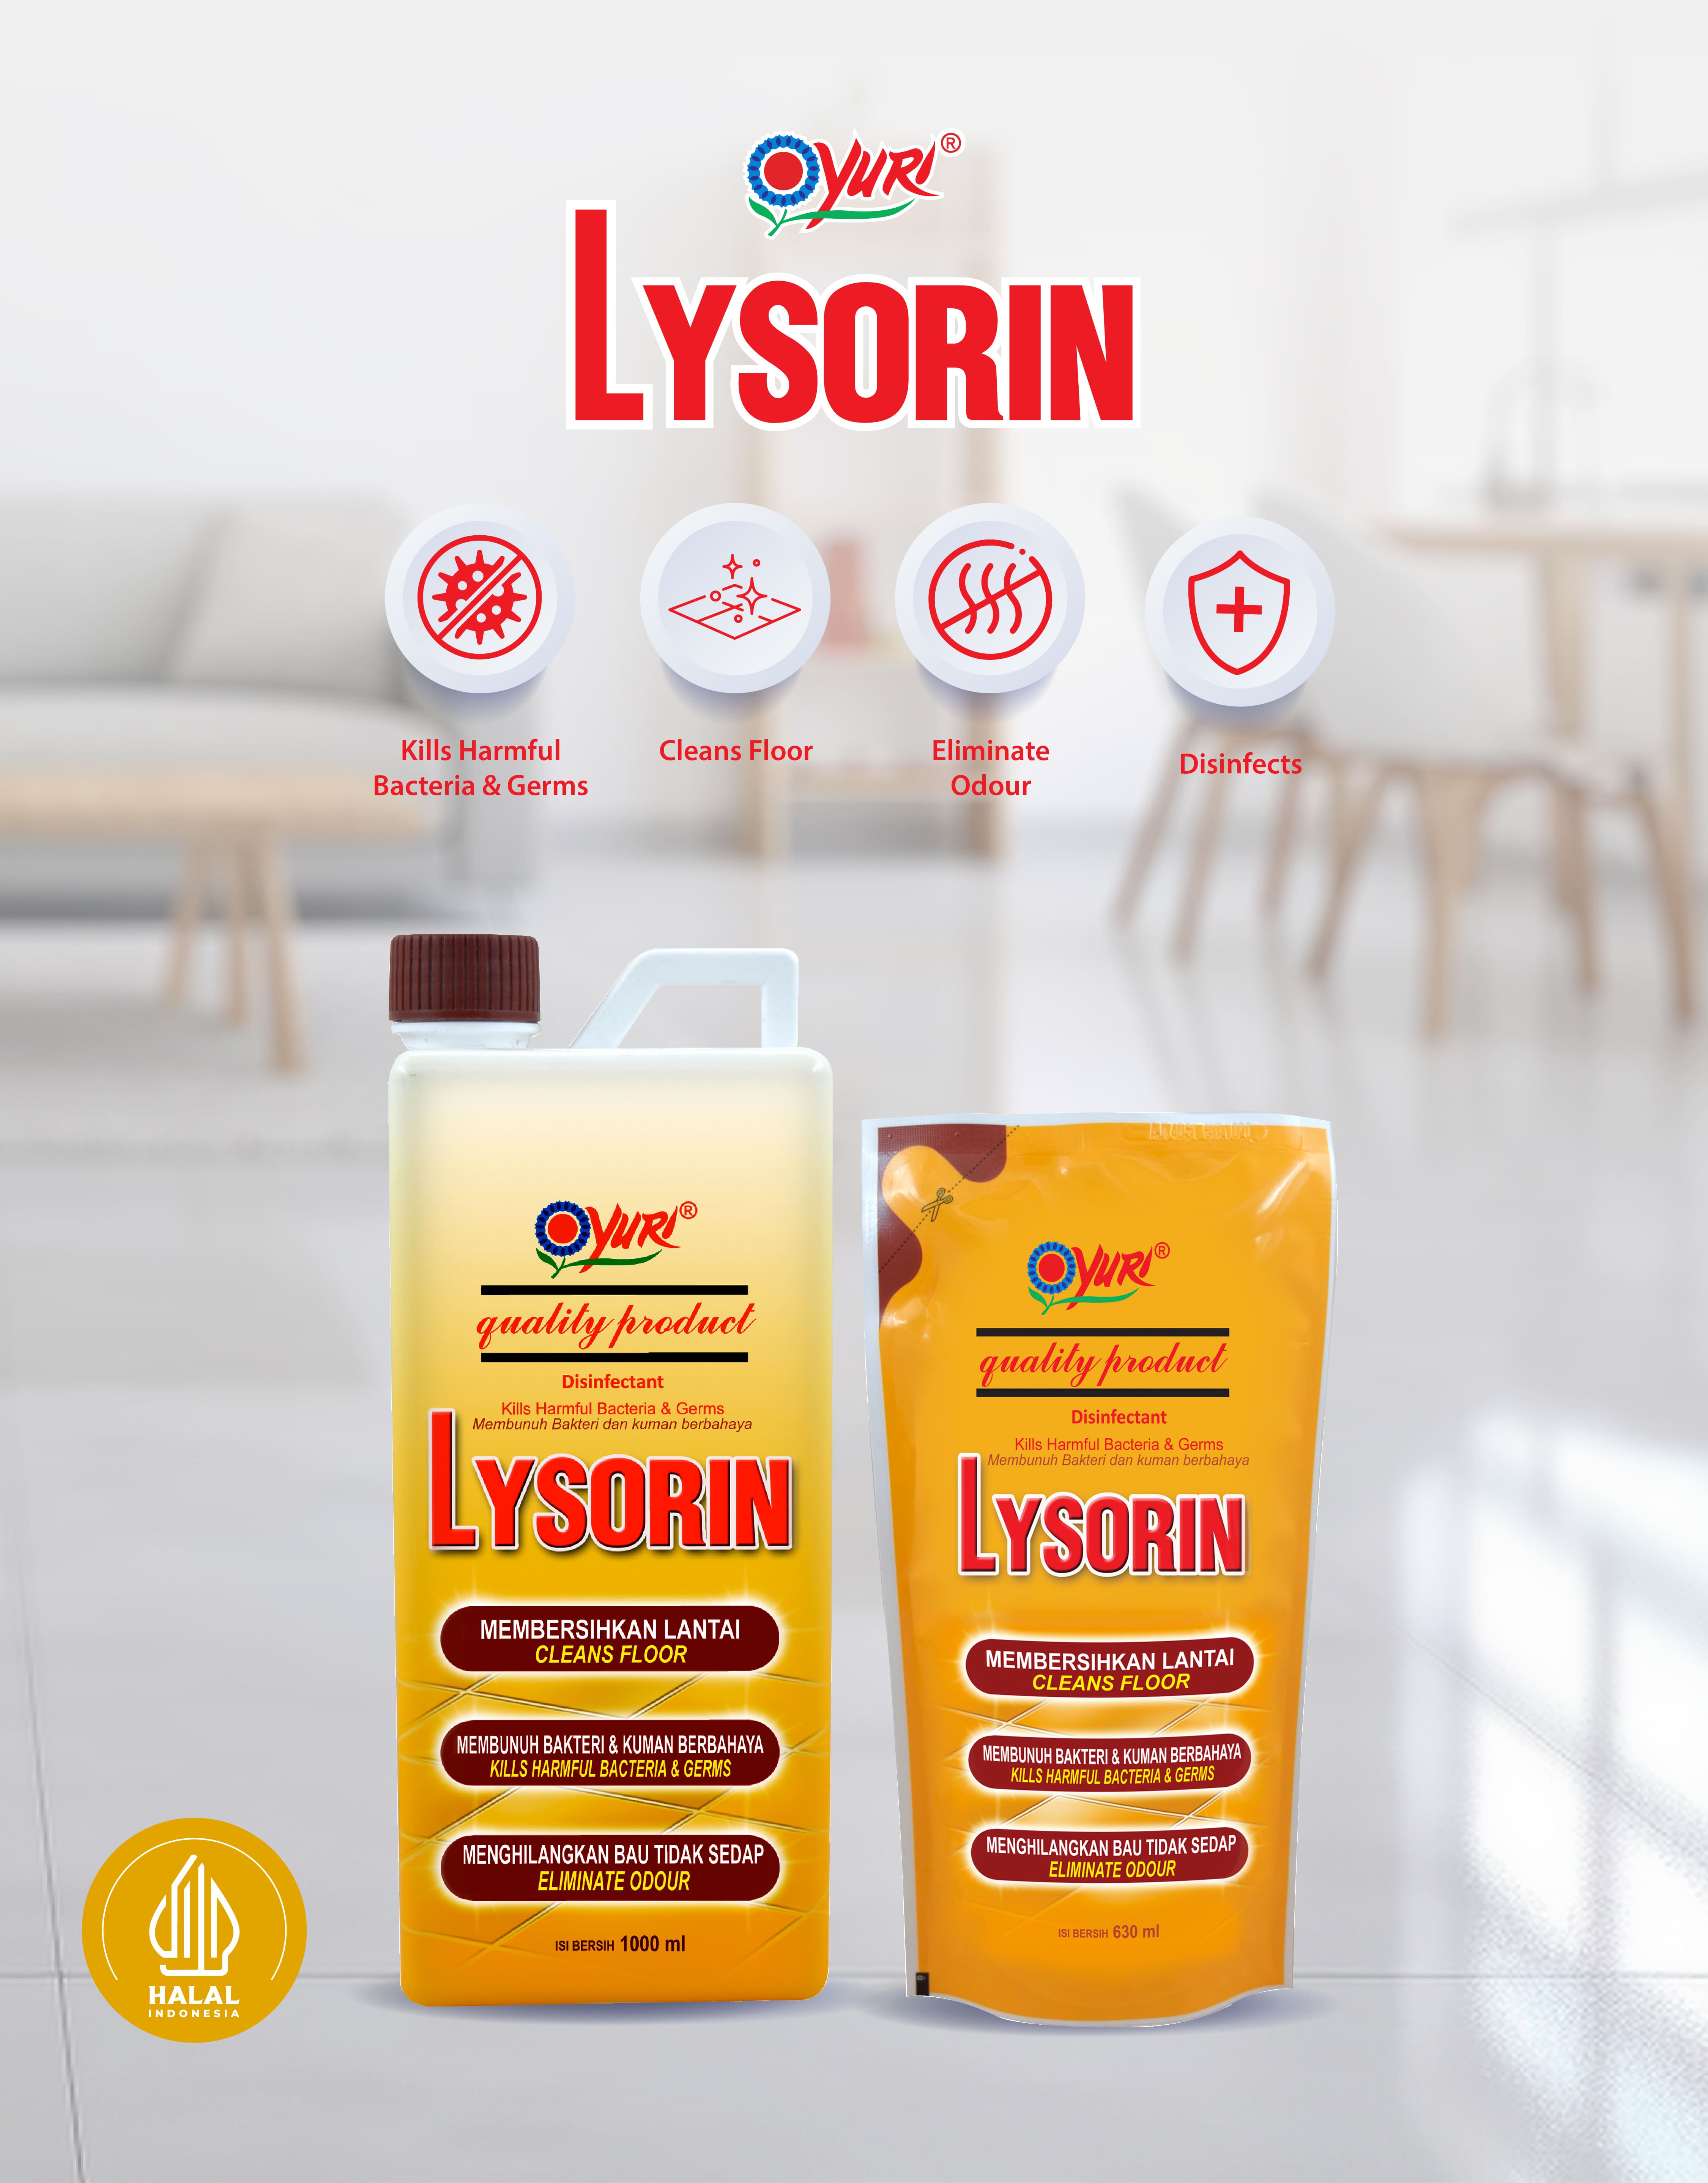 YURI®
LYSORIN
Kills Harmful
Bacteria & Germs
Cleans Floor
Eliminate
Odour
Disinfects
YURI®
quality product
Disinfectant
Kills Harmful Bacteria & Germs
Membunuh Bakteri dan kuman berbahaya
LYSORIN
MEMBERSIHKAN LANTAI
CLEANS FLOOR
MEMBUNUH BAKTERI & KUMAN BERBAHAYA
KILLS HARMFUL BACTERIA & GERMS
MENGHILANGKAN BAU TIDAK SEDAP
ELIMINATE ODOUR
ISI BERSIH 1000 ml
YURI®
quality product
Disinfectant
Kills Harmful Bacteria & Germs
Membunuh Bakteri dan kuman berbahaya
LYSORIN
MEMBERSIHKAN LANTAI
CLEANS FLOOR
MEMBUNUH BAKTERI & KUMAN BERBAHAYA
KILLS HARMFUL BACTERIA & GERMS
MENGHILANGKAN BAU TIDAK SEDAP
ELIMINATE ODOUR
ISI BERSIH 630 ml
HALAL
INDONESIA